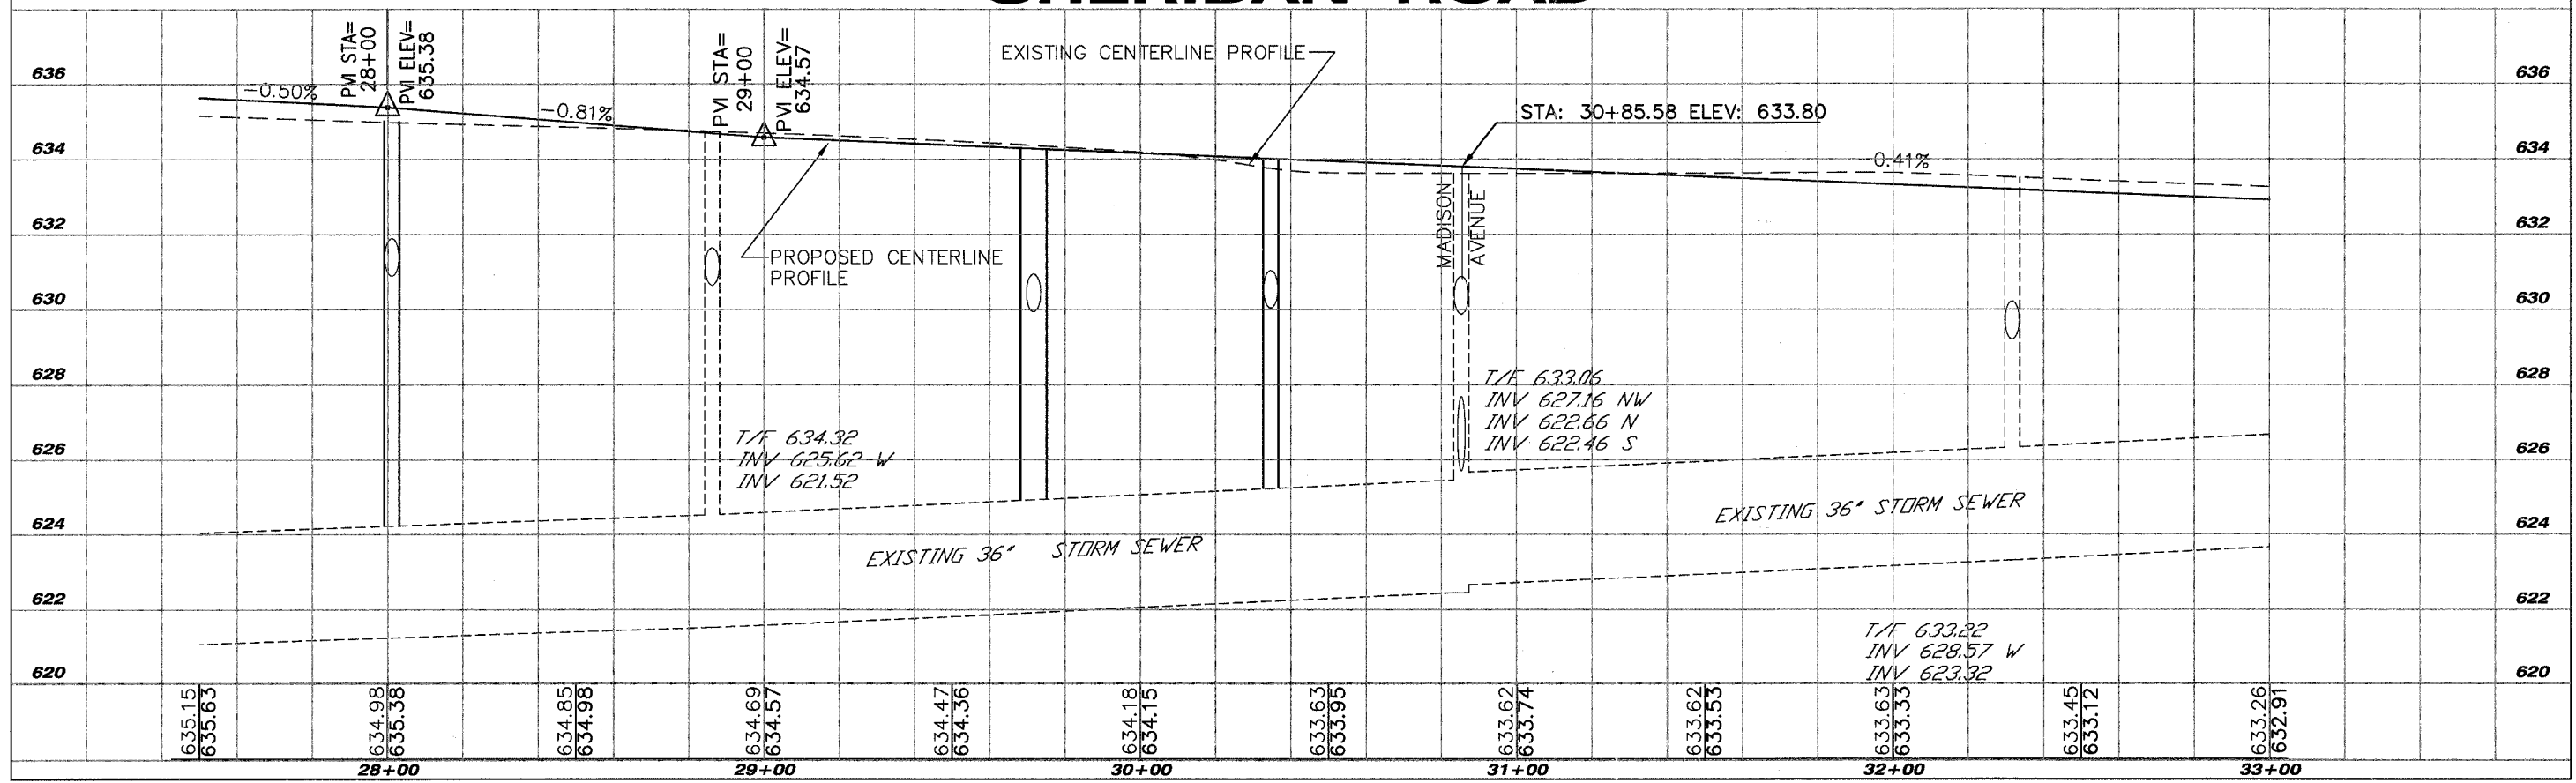 SHERIDAN ROAD
PVI STA=
28+00
PVI ELEV=
635.38
PVI STA=
29+00
PVI ELEV=
634.57
EXISTING CENTERLINE PROFILE
636
636
-0.50%
-0.81%
STA: 30+85.58 ELEV: 633.80
634
634
-0.41%
MADISON
AVENUE
632
632
PROPOSED CENTERLINE
PROFILE
630
630
628
628
T/F 633.06
INV 627.16 NW
INV 622.66 N
INV 622.46 S
T/F 634.32
INV 625.62 W
INV 621.52
626
626
EXISTING 36" STORM SEWER
624
624
EXISTING 36" STORM SEWER
622
622
T/F 633.22
INV 628.57 W
INV 623.32
620
620
635.15
635.63
634.98
635.38
634.85
634.98
634.69
634.57
634.47
634.36
634.18
634.15
633.63
633.95
633.62
633.74
633.62
633.53
633.63
633.33
633.45
633.12
633.26
632.91
28+00
29+00
30+00
31+00
32+00
33+00